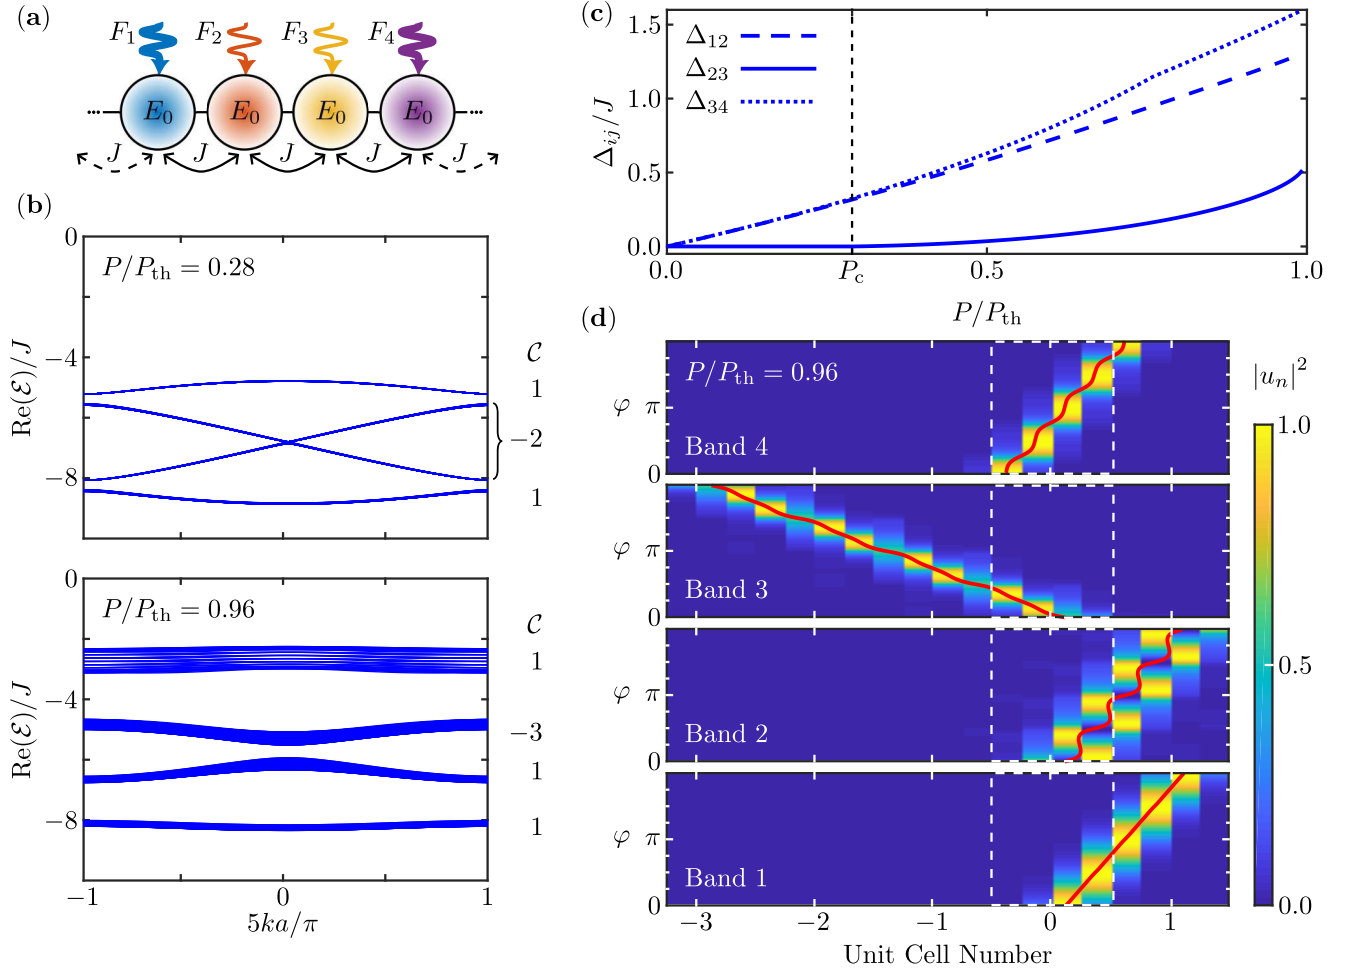 (a)
F1 F2 F3 F4
E0 E0 E0 E0
J J J J J
(b)
0
P/Pth = 0.28
−4
−8
Re(ℰ)/J
𝒞
1
−2
1
0
P/Pth = 0.96
−4
−8
Re(ℰ)/J
𝒞
1
−3
1
1
−1 0 1
5ka/π
(c)
1.5
1.0
0.5
0.0
Δij/J
Δ12
Δ23
Δ34
0.0 Pc 0.5 1.0
P/Pth
(d)
P/Pth = 0.96
φ π
0
Band 4
φ π
0
Band 3
φ π
0
Band 2
φ π
0
Band 1
−3 −2 −1 0 1
Unit Cell Number
|un|²
1.0
0.5
0.0